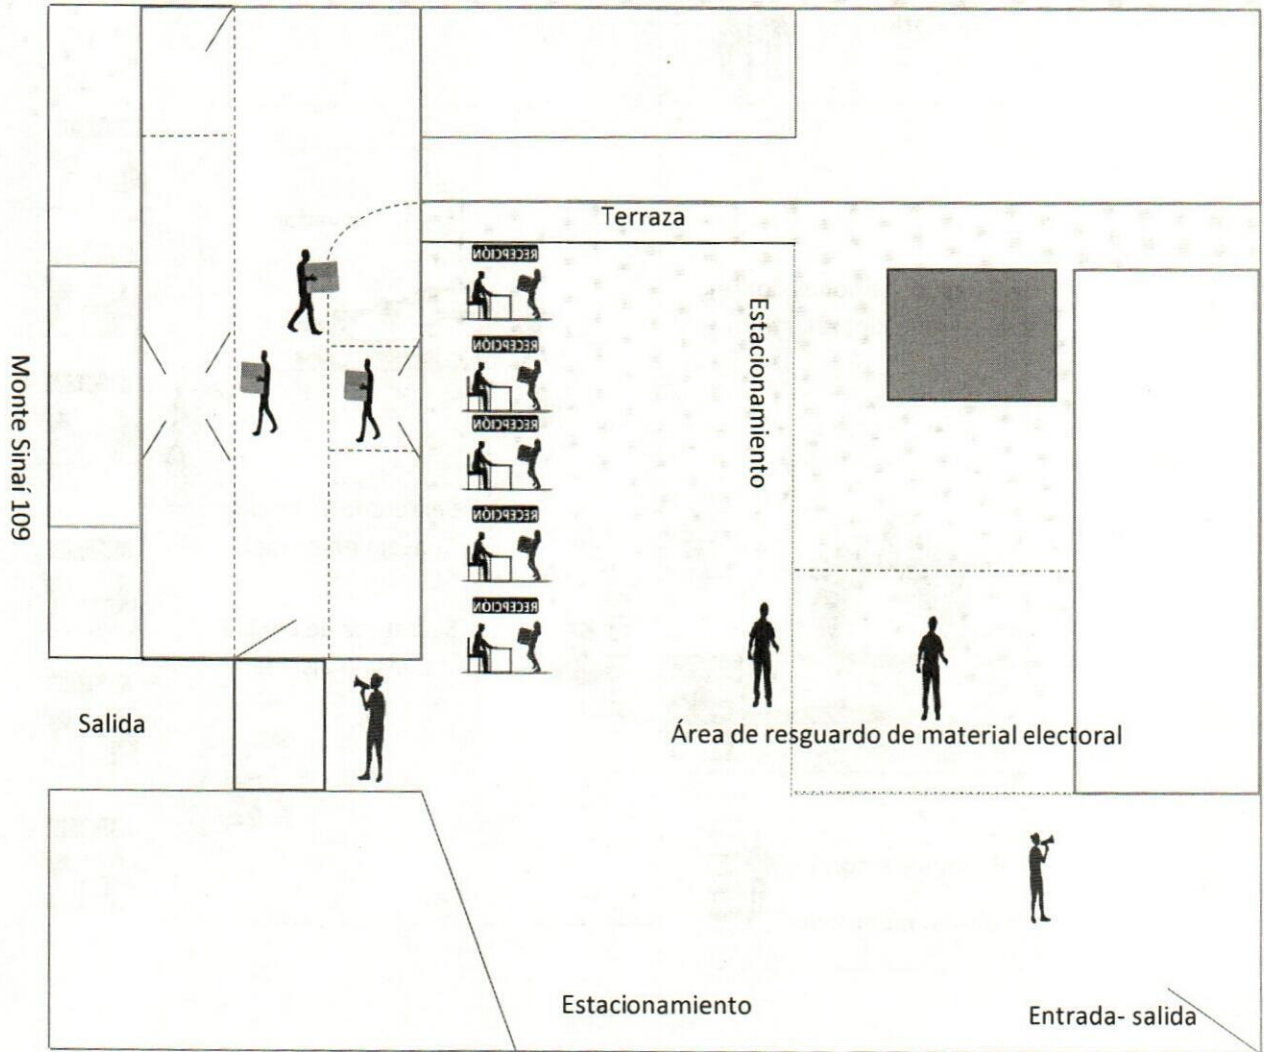 Terraza
RECEPCIÓN
RECEPCIÓN
RECEPCIÓN
RECEPCIÓN
RECEPCIÓN
Estacionamiento
Monte Sinaí 109
Salida
Área de resguardo de material electoral
Estacionamiento
Entrada- salida